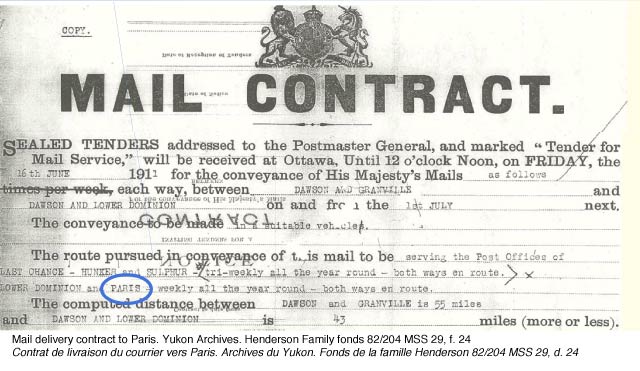 COPY.
MAIL CONTRACT.
SEALED TENDERS addressed to the Postmaster General, and marked "Tender for
Mail Service," will be received at Ottawa, Until 12 o'clock Noon, on FRIDAY, the
16th JUNE 1911 for the conveyance of His Majesty's Mails as follows
times per week, each way, between DAWSON AND GRANVILLE and
DAWSON AND LOWER DOMINION on and from the 1st JULY next.
The conveyance to be made in suitable vehicles.
The route pursued in conveyance of this mail to be serving the Post Offices of
LAST CHANCE - HUNKER and SULPHUR - (tri-weekly all the year round - both ways en route.) x
LOWER DOMINION and PARIS - weekly all the year round - both ways en route.
The computed distance between DAWSON and GRANVILLE is 55 miles
and DAWSON AND LOWER DOMINION is 43 miles (more or less).
Mail delivery contract to Paris. Yukon Archives. Henderson Family fonds 82/204 MSS 29, f. 24
Contrat de livraison du courrier vers Paris. Archives du Yukon. Fonds de la famille Henderson 82/204 MSS 29, d. 24